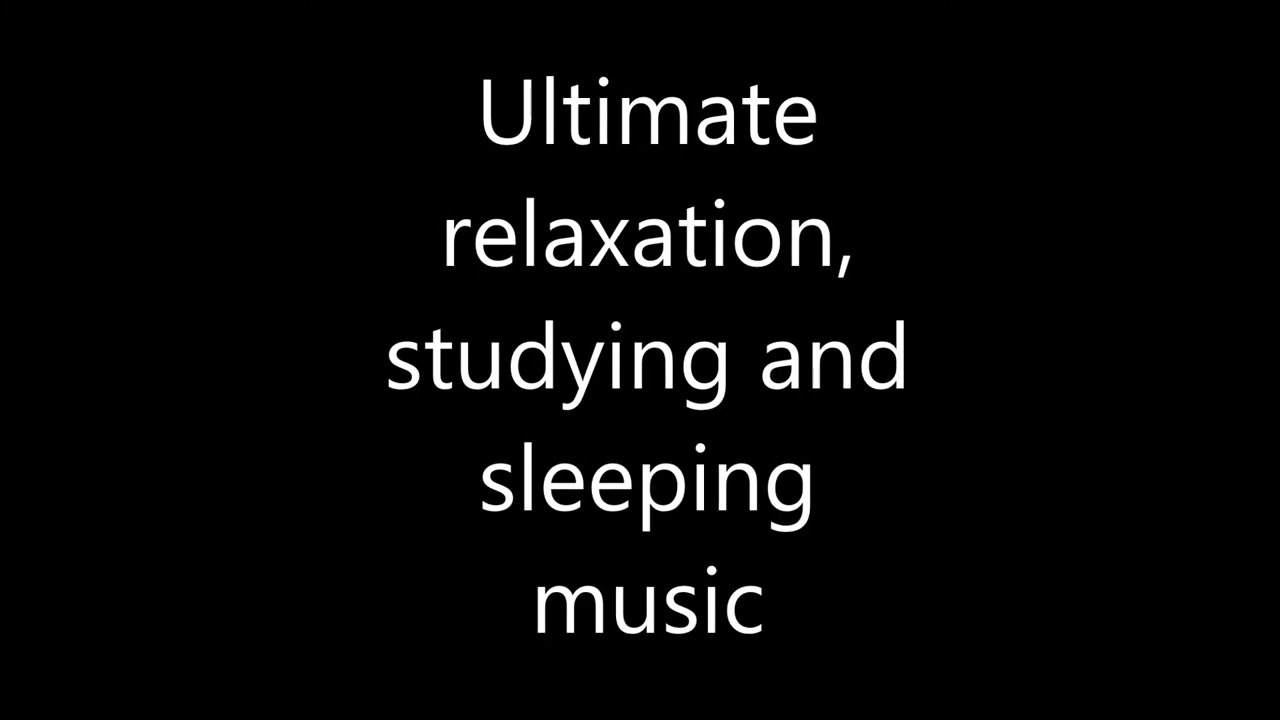 Ultimate
relaxation,
studying and
sleeping
music